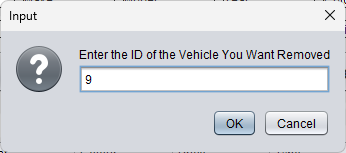 Input
Enter the ID of the Vehicle You Want Removed
9
OK
Cancel